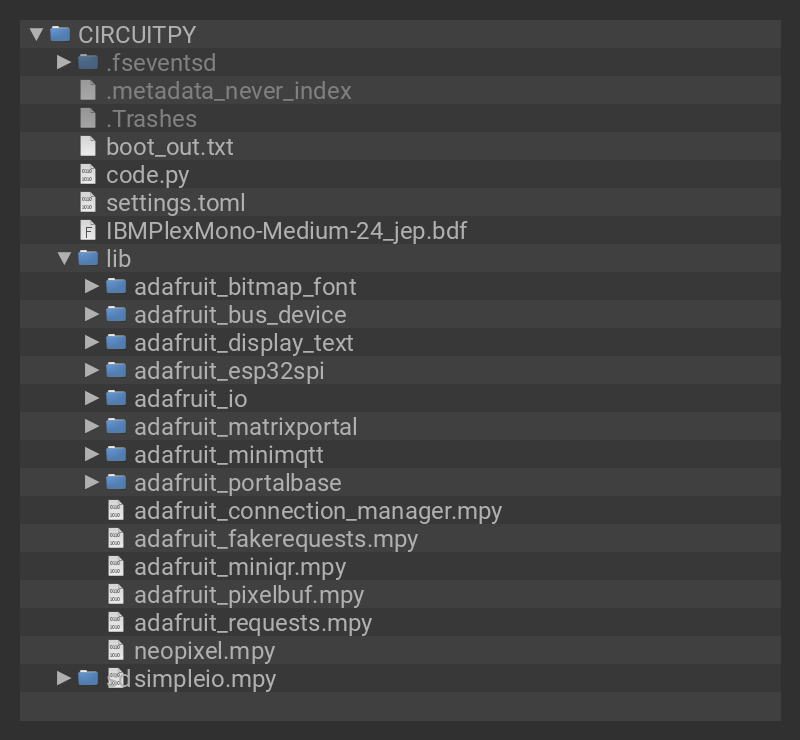 CIRCUITPY
.fseventsd
.metadata_never_index
.Trashes
boot_out.txt
code.py
settings.toml
IBMPlexMono-Medium-24_jep.bdf
lib
adafruit_bitmap_font
adafruit_bus_device
adafruit_display_text
adafruit_esp32spi
adafruit_io
adafruit_matrixportal
adafruit_minimqtt
adafruit_portalbase
adafruit_connection_manager.mpy
adafruit_fakerequests.mpy
adafruit_miniqr.mpy
adafruit_pixelbuf.mpy
adafruit_requests.mpy
neopixel.mpy
sd simpleio.mpy